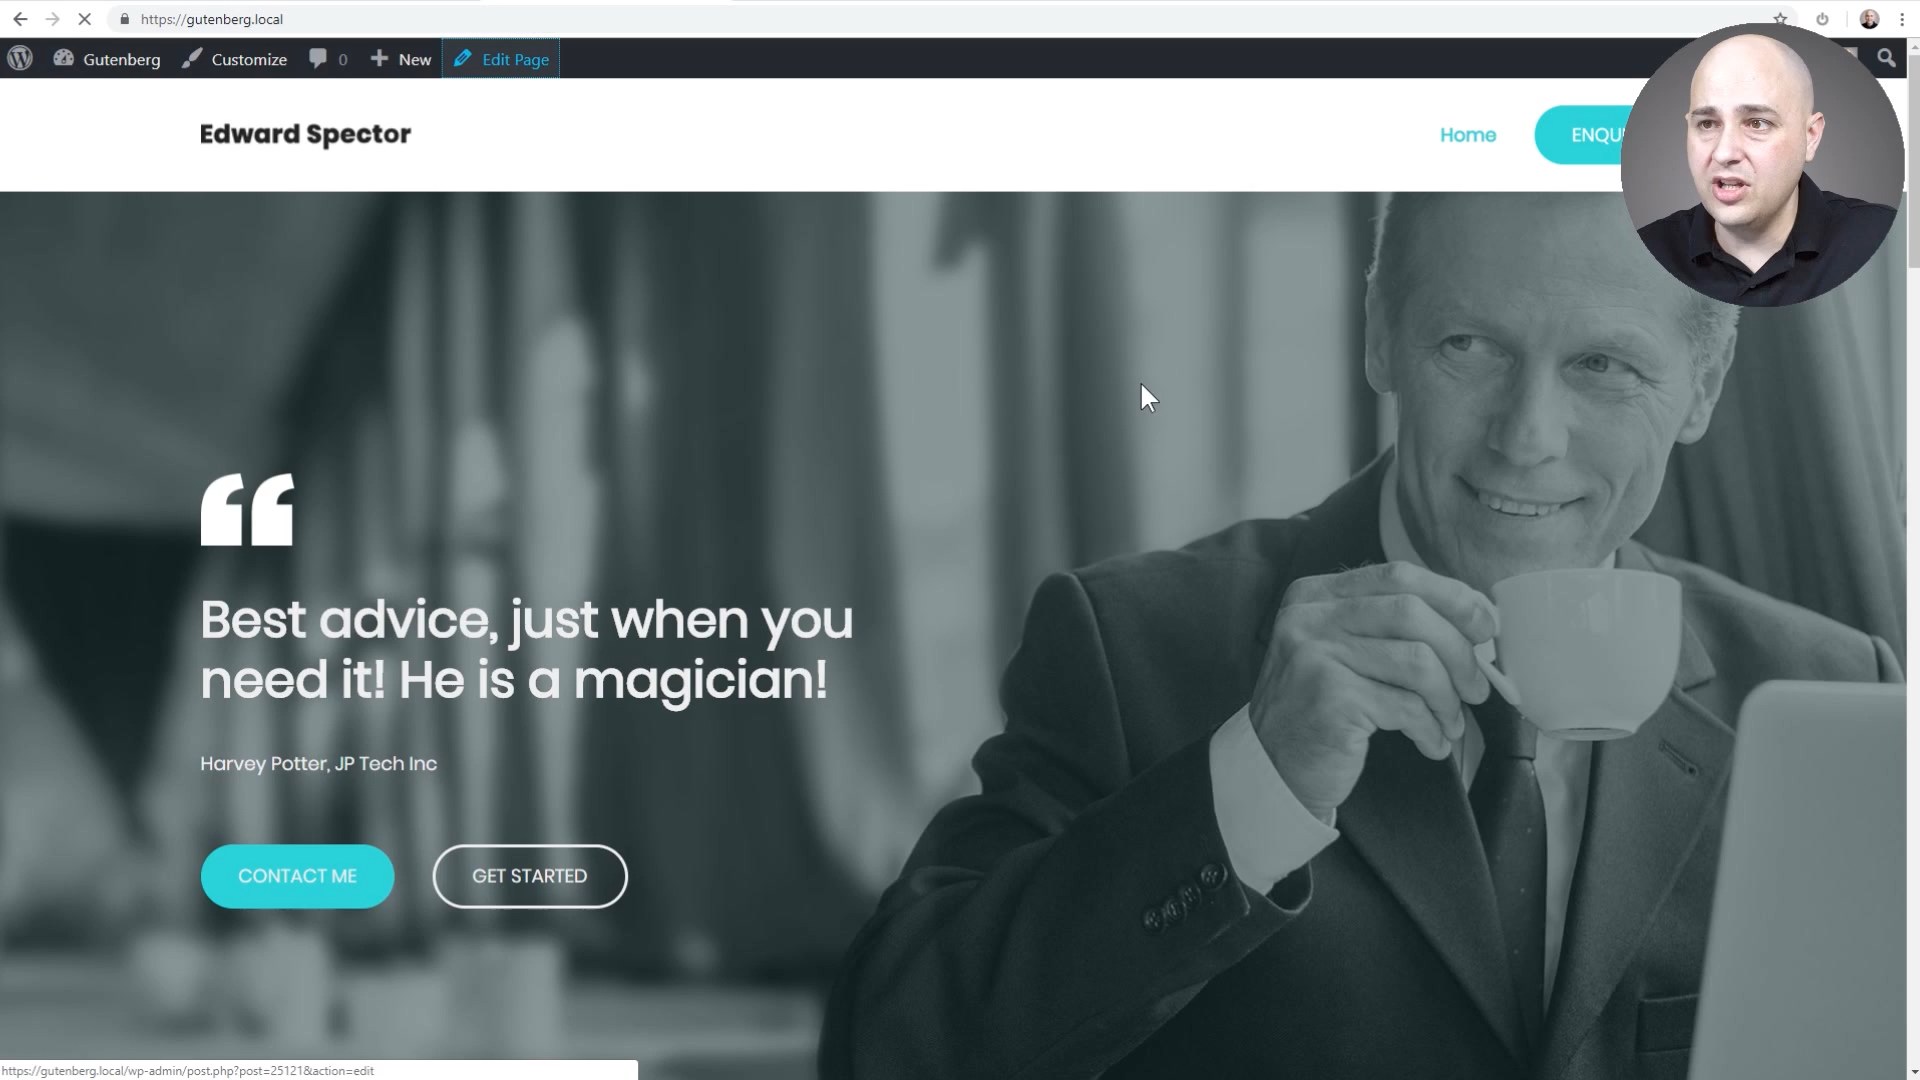 https://gutenberg.local
Gutenberg Customize 0 New Edit Page
Edward Spector
Home
Best advice, just when you
need it! He is a magician!
Harvey Potter, JP Tech Inc
CONTACT ME GET STARTED
https://gutenberg.local/wp-admin/post.php?post=25121&action=edit